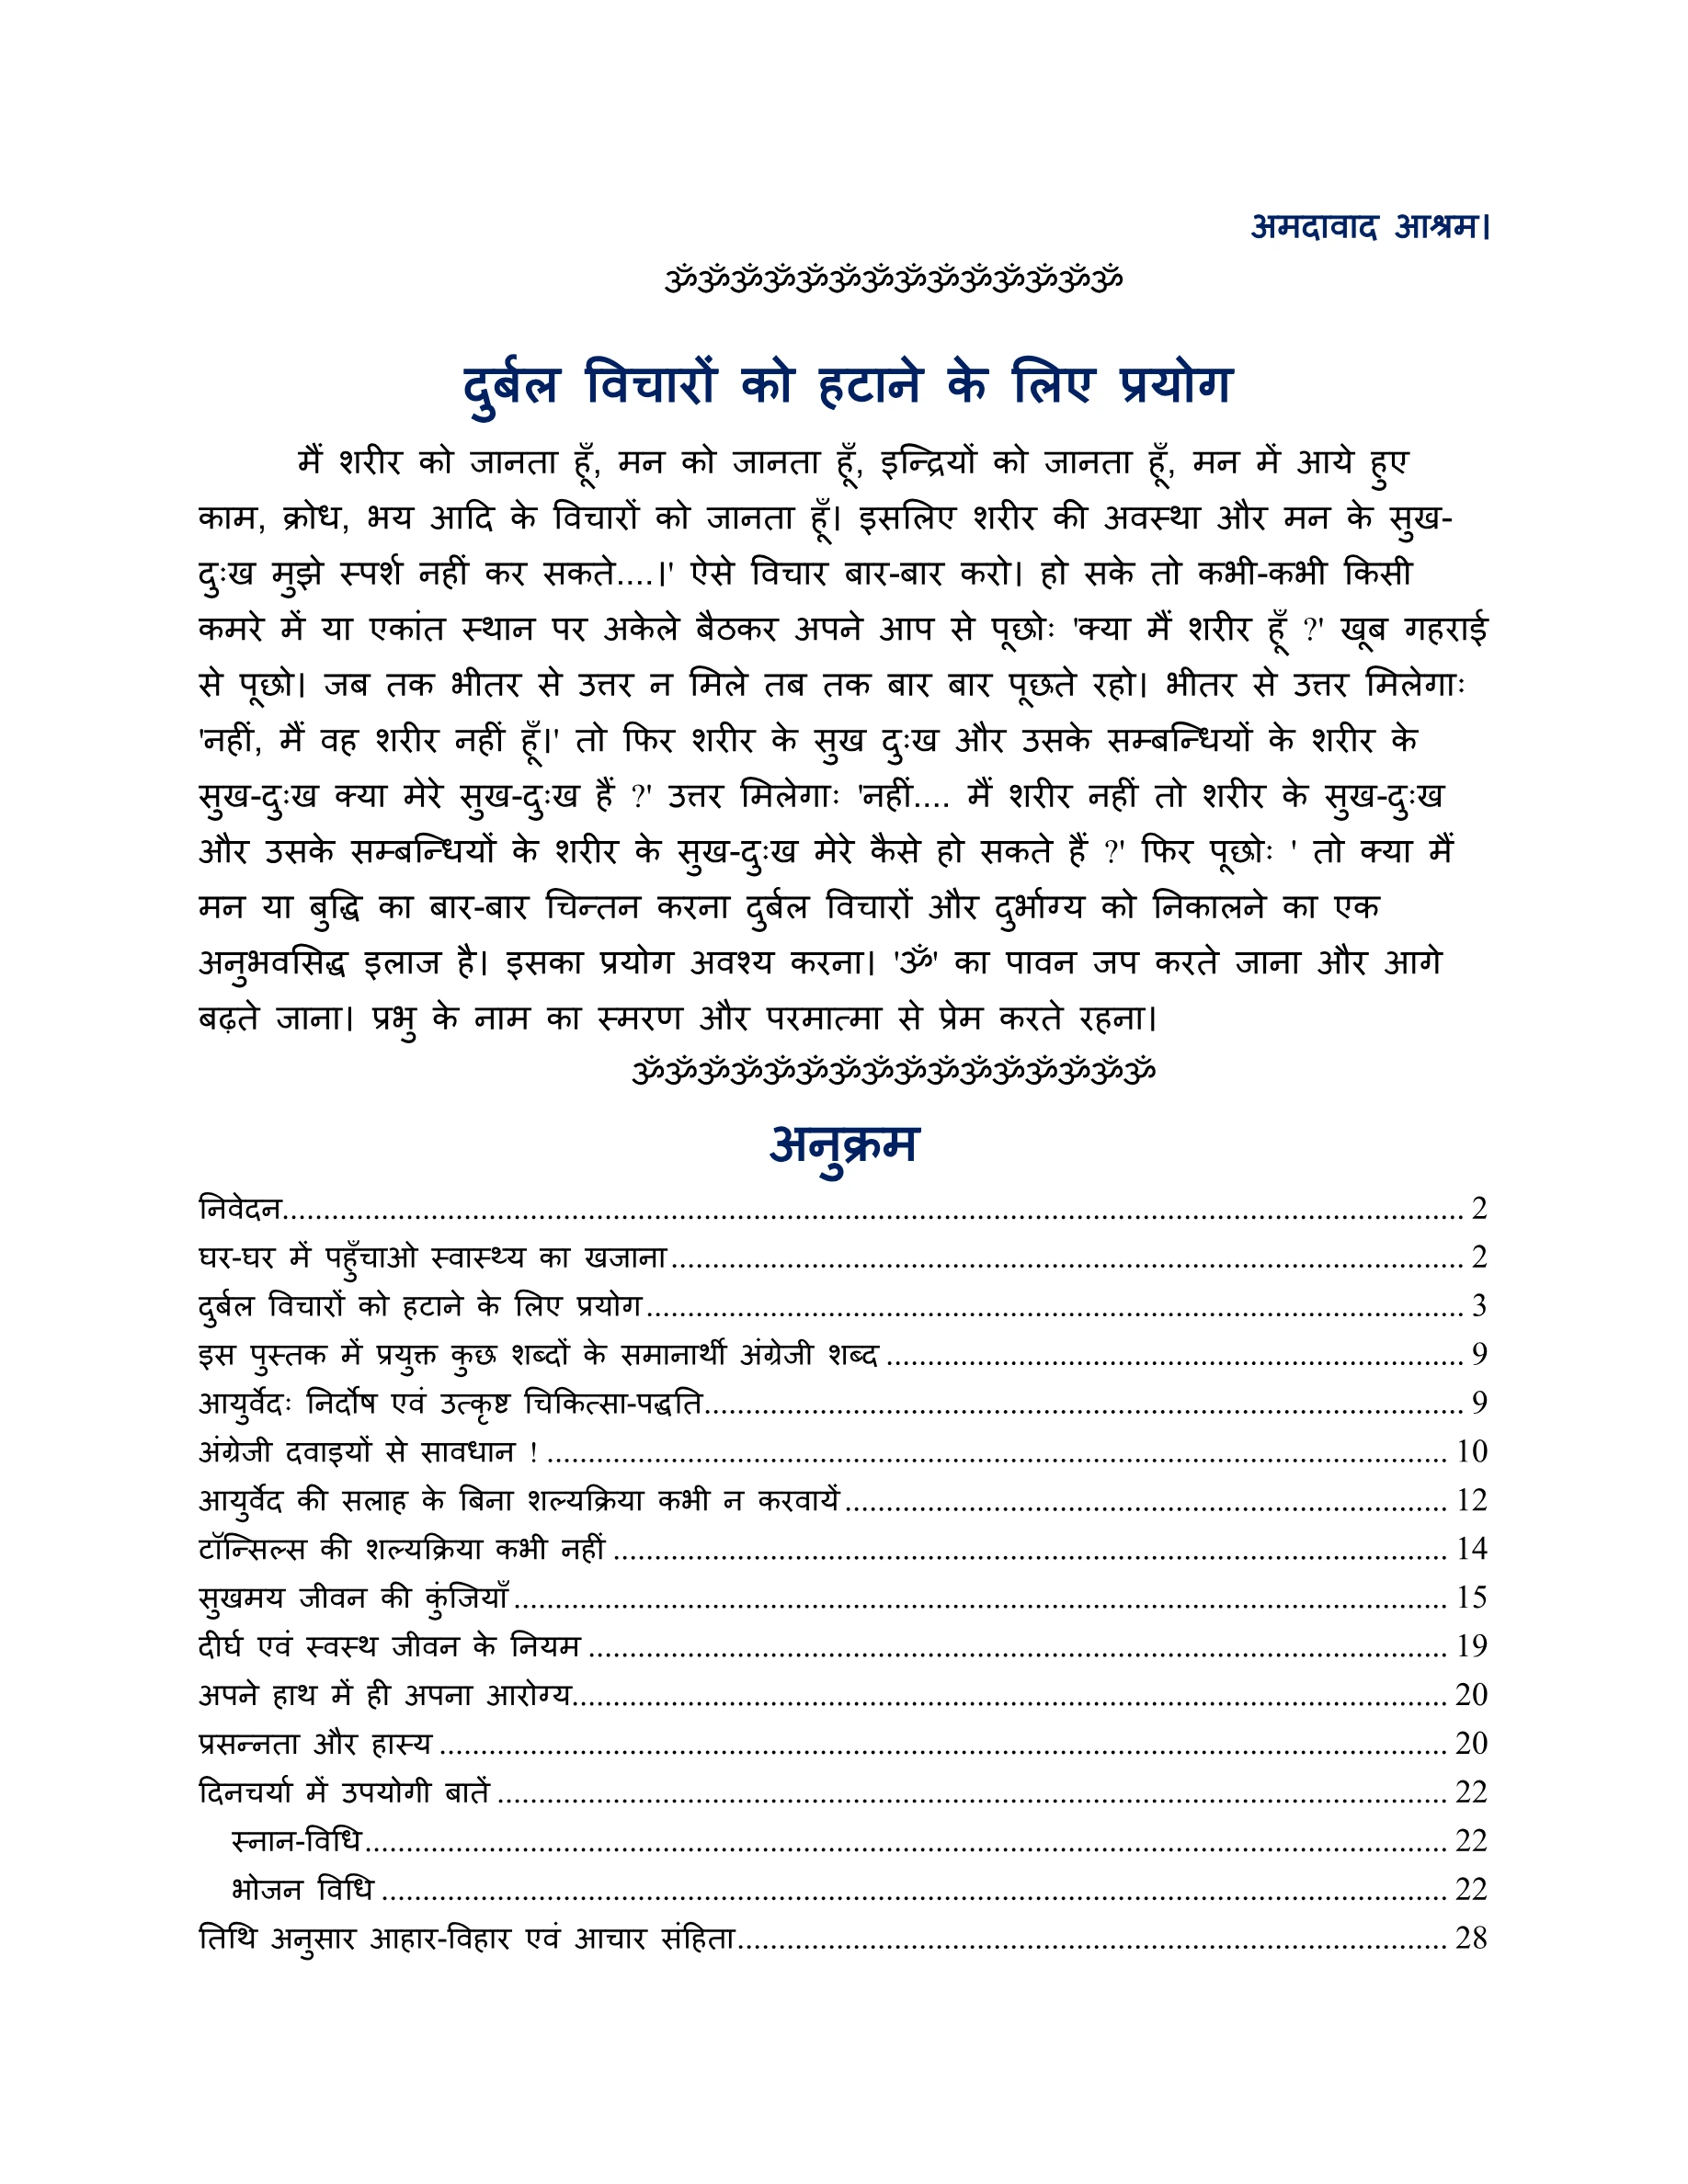 अमदावाद आश्रम।
ॐॐॐॐॐॐॐॐॐॐॐॐॐॐ
दुर्बल विचारों को हटाने के लिए प्रयोग
मैं शरीर को जानता हूँ, मन को जानता हूँ, इन्द्रियों को जानता हूँ, मन में आये हुए
काम, क्रोध, भय आदि के विचारों को जानता हूँ। इसलिए शरीर की अवस्था और मन के सुख-
दुःख मुझे स्पर्श नहीं कर सकते....।' ऐसे विचार बार-बार करो। हो सके तो कभी-कभी किसी
कमरे में या एकांत स्थान पर अकेले बैठकर अपने आप से पूछोः 'क्या मैं शरीर हूँ ?' खूब गहराई
से पूछो। जब तक भीतर से उत्तर न मिले तब तक बार बार पूछते रहो। भीतर से उत्तर मिलेगाः
'नहीं, मैं वह शरीर नहीं हूँ।' तो फिर शरीर के सुख दुःख और उसके सम्बन्धियों के शरीर के
सुख-दुःख क्या मेरे सुख-दुःख हैं ?' उत्तर मिलेगाः 'नहीं.... मैं शरीर नहीं तो शरीर के सुख-दुःख
और उसके सम्बन्धियों के शरीर के सुख-दुःख मेरे कैसे हो सकते हैं ?' फिर पूछोः ' तो क्या मैं
मन या बुद्धि का बार-बार चिन्तन करना दुर्बल विचारों और दुर्भाग्य को निकालने का एक
अनुभवसिद्ध इलाज है। इसका प्रयोग अवश्य करना। 'ॐ' का पावन जप करते जाना और आगे
बढ़ते जाना। प्रभु के नाम का स्मरण और परमात्मा से प्रेम करते रहना।
ॐॐॐॐॐॐॐॐॐॐॐॐॐॐॐॐ
अनुक्रम
निवेदन.......... 2
घर-घर में पहुँचाओ स्वास्थ्य का खजाना.......... 2
दुर्बल विचारों को हटाने के लिए प्रयोग.......... 3
इस पुस्तक में प्रयुक्त कुछ शब्दों के समानार्थी अंग्रेजी शब्द.......... 9
आयुर्वेदः निर्दोष एवं उत्कृष्ट चिकित्सा-पद्धति.......... 9
अंग्रेजी दवाइयों से सावधान !.......... 10
आयुर्वेद की सलाह के बिना शल्यक्रिया कभी न करवायें.......... 12
टॉन्सिल्स की शल्यक्रिया कभी नहीं.......... 14
सुखमय जीवन की कुंजियाँ.......... 15
दीर्घ एवं स्वस्थ जीवन के नियम.......... 19
अपने हाथ में ही अपना आरोग्य.......... 20
प्रसन्नता और हास्य.......... 20
दिनचर्या में उपयोगी बातें.......... 22
स्नान-विधि.......... 22
भोजन विधि.......... 22
तिथि अनुसार आहार-विहार एवं आचार संहिता.......... 28